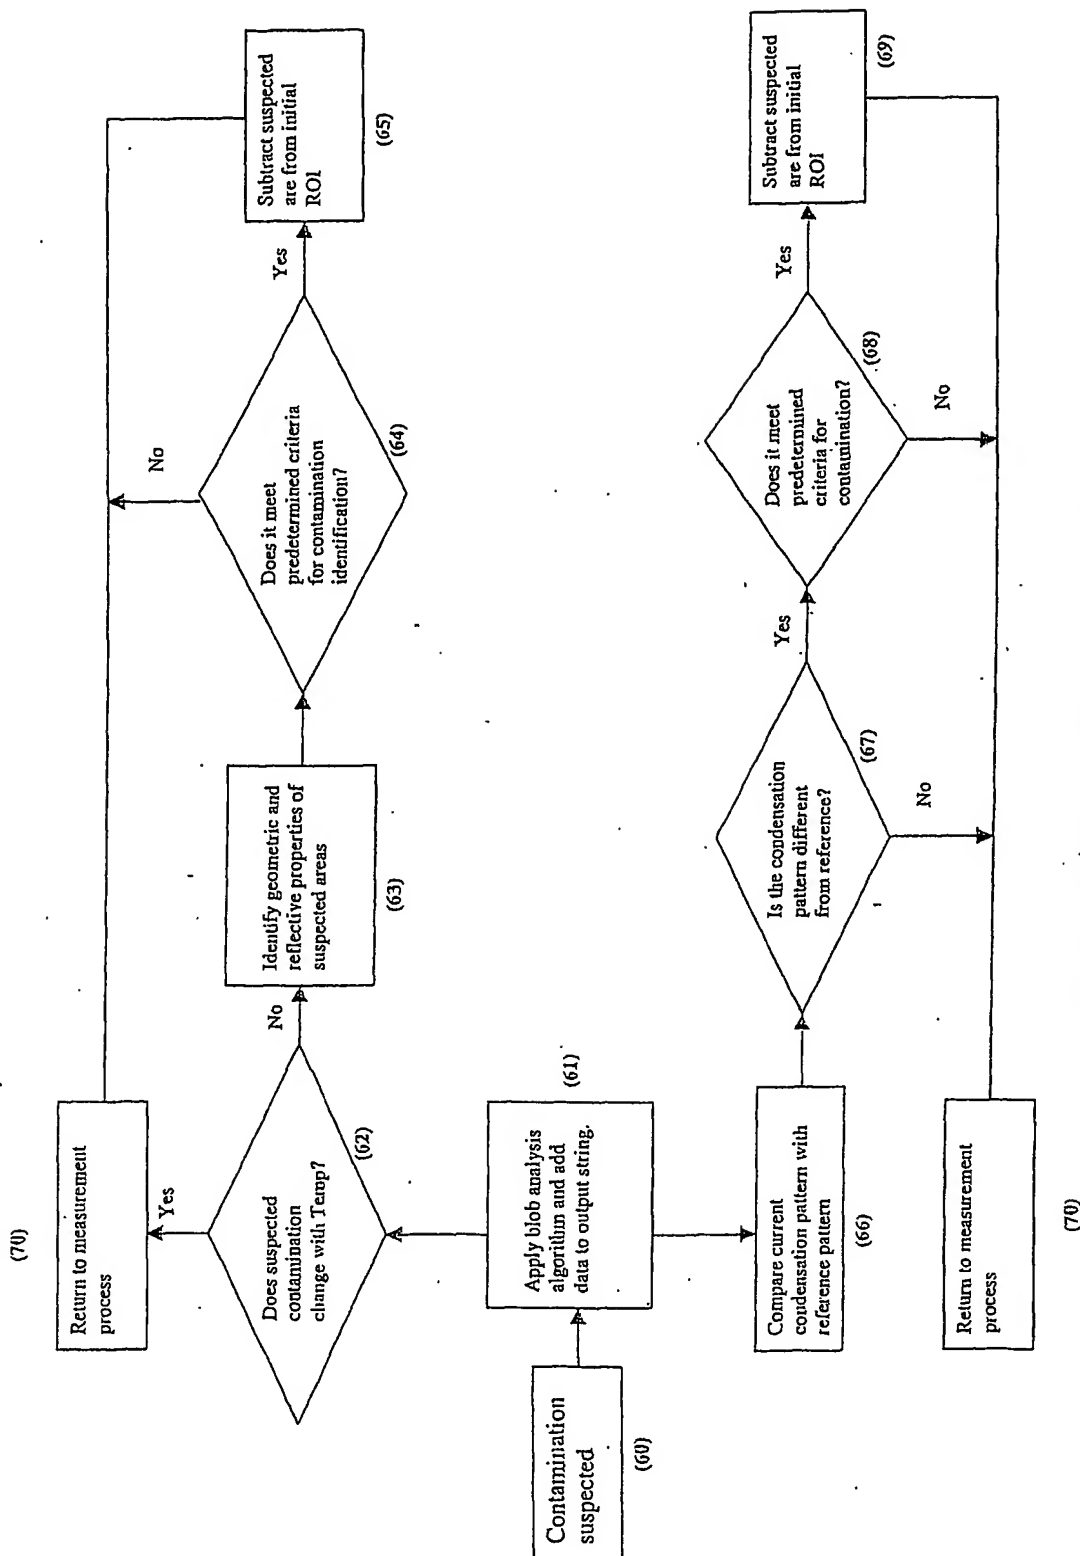 Contamination
suspected
(60)
Apply blob analysis
algorithm and add
data to output string.
(61)
Does suspected
contamination
change with Temp?
(62)
Yes
Return to measurement
process
(70)
No
Identify geometric and
reflective properties of
suspected areas
(63)
Does it meet
predetermined criteria
for contamination
identification?
(64)
No
Yes
Subtract suspected
are from initial
ROI
(65)
Compare current
condensation pattern with
reference pattern
(66)
Is the condensation
pattern different
from reference?
(67)
No
Yes
Does it meet
predetermined
criteria for
contamination?
(68)
No
Yes
Subtract suspected
are from initial
ROI
(69)
Return to measurement
process
(70)